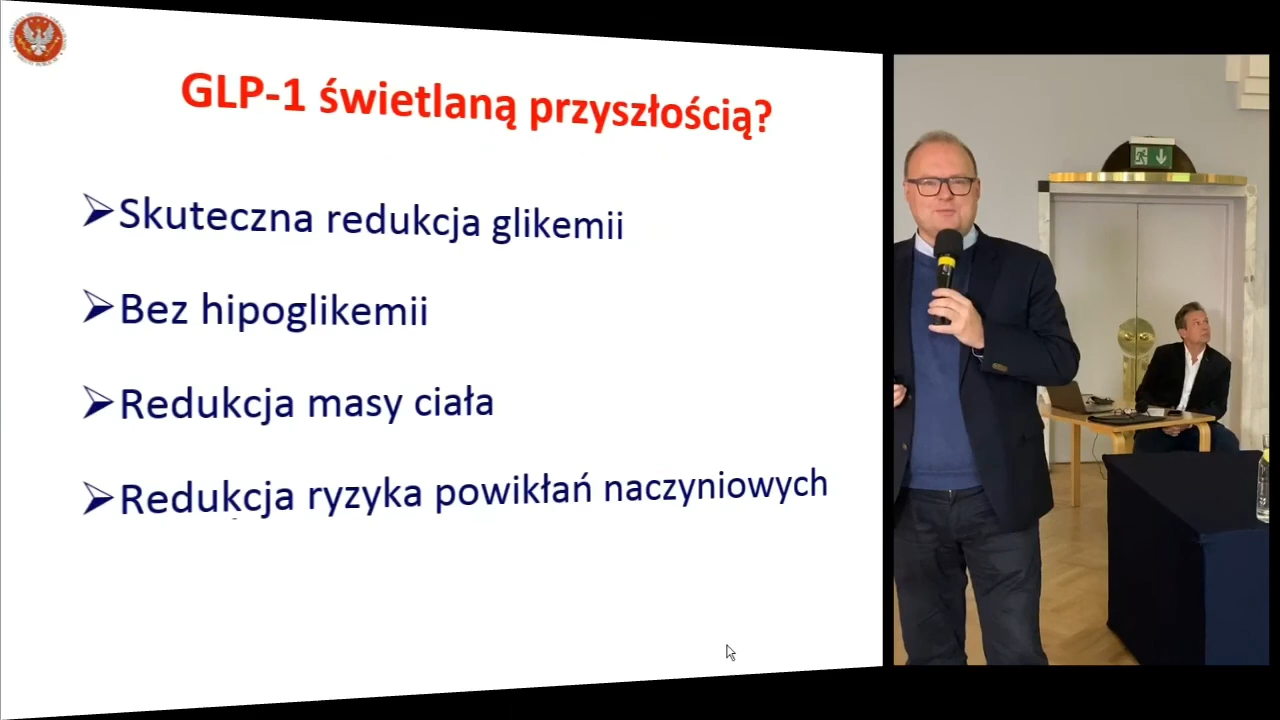 GLP-1 świetlaną przyszłością?
Skuteczna redukcja glikemii
Bez hipoglikemii
Redukcja masy ciała
Redukcja ryzyka powikłań naczyniowych